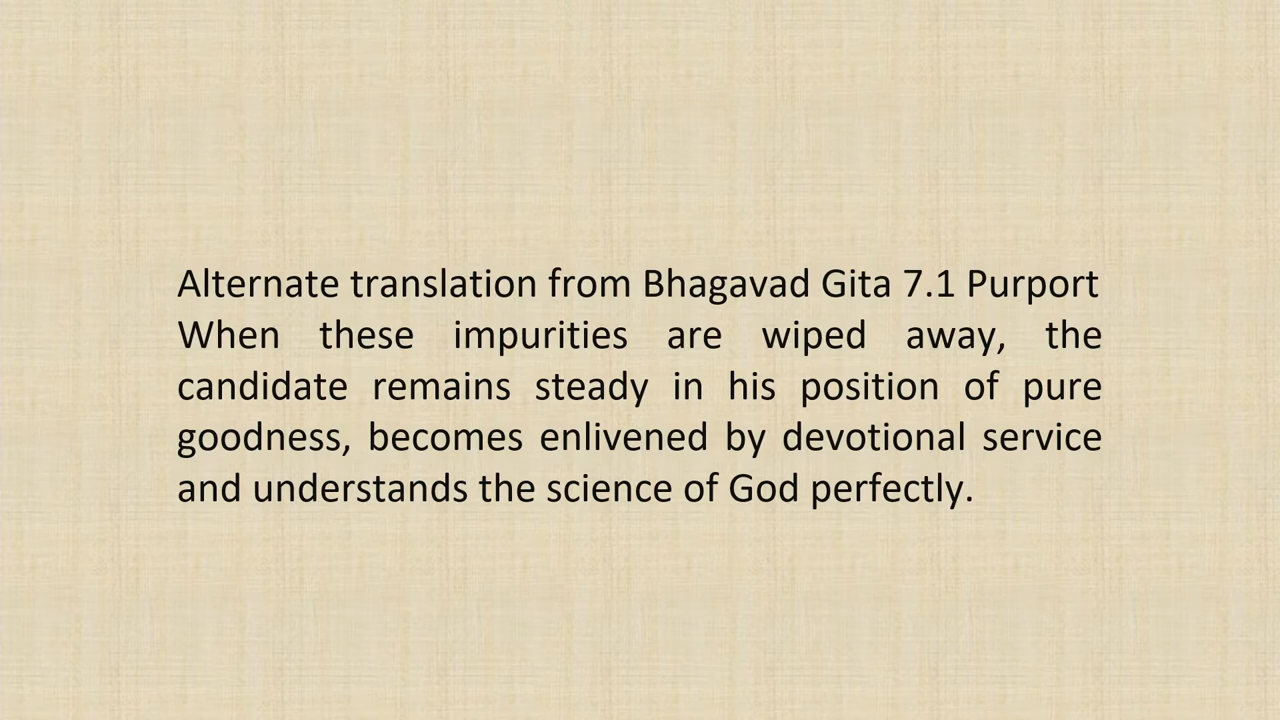 Alternate translation from Bhagavad Gita 7.1 Purport
When these impurities are wiped away, the
candidate remains steady in his position of pure
goodness, becomes enlivened by devotional service
and understands the science of God perfectly.